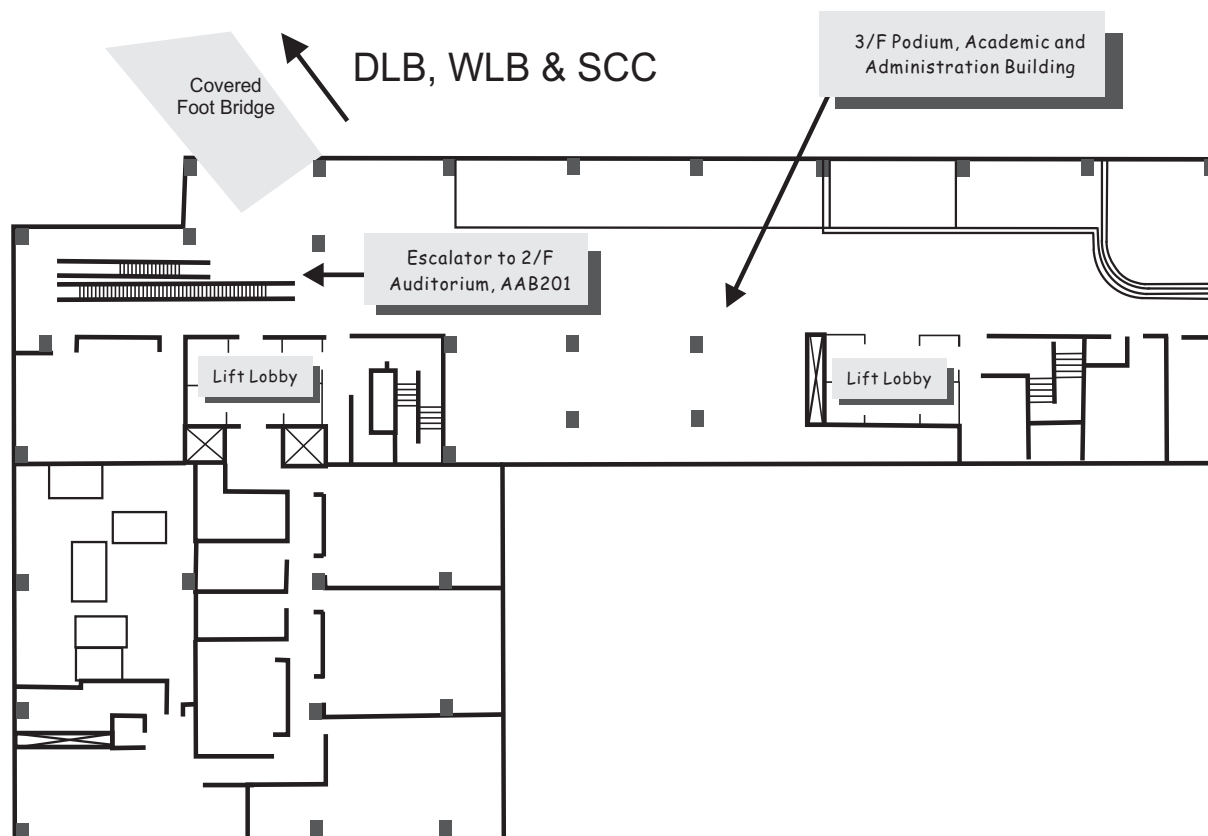 DLB, WLB & SCC
3/F Podium, Academic and
Administration Building
Covered
Foot Bridge
Escalator to 2/F
Auditorium, AAB201
Lift Lobby
Lift Lobby